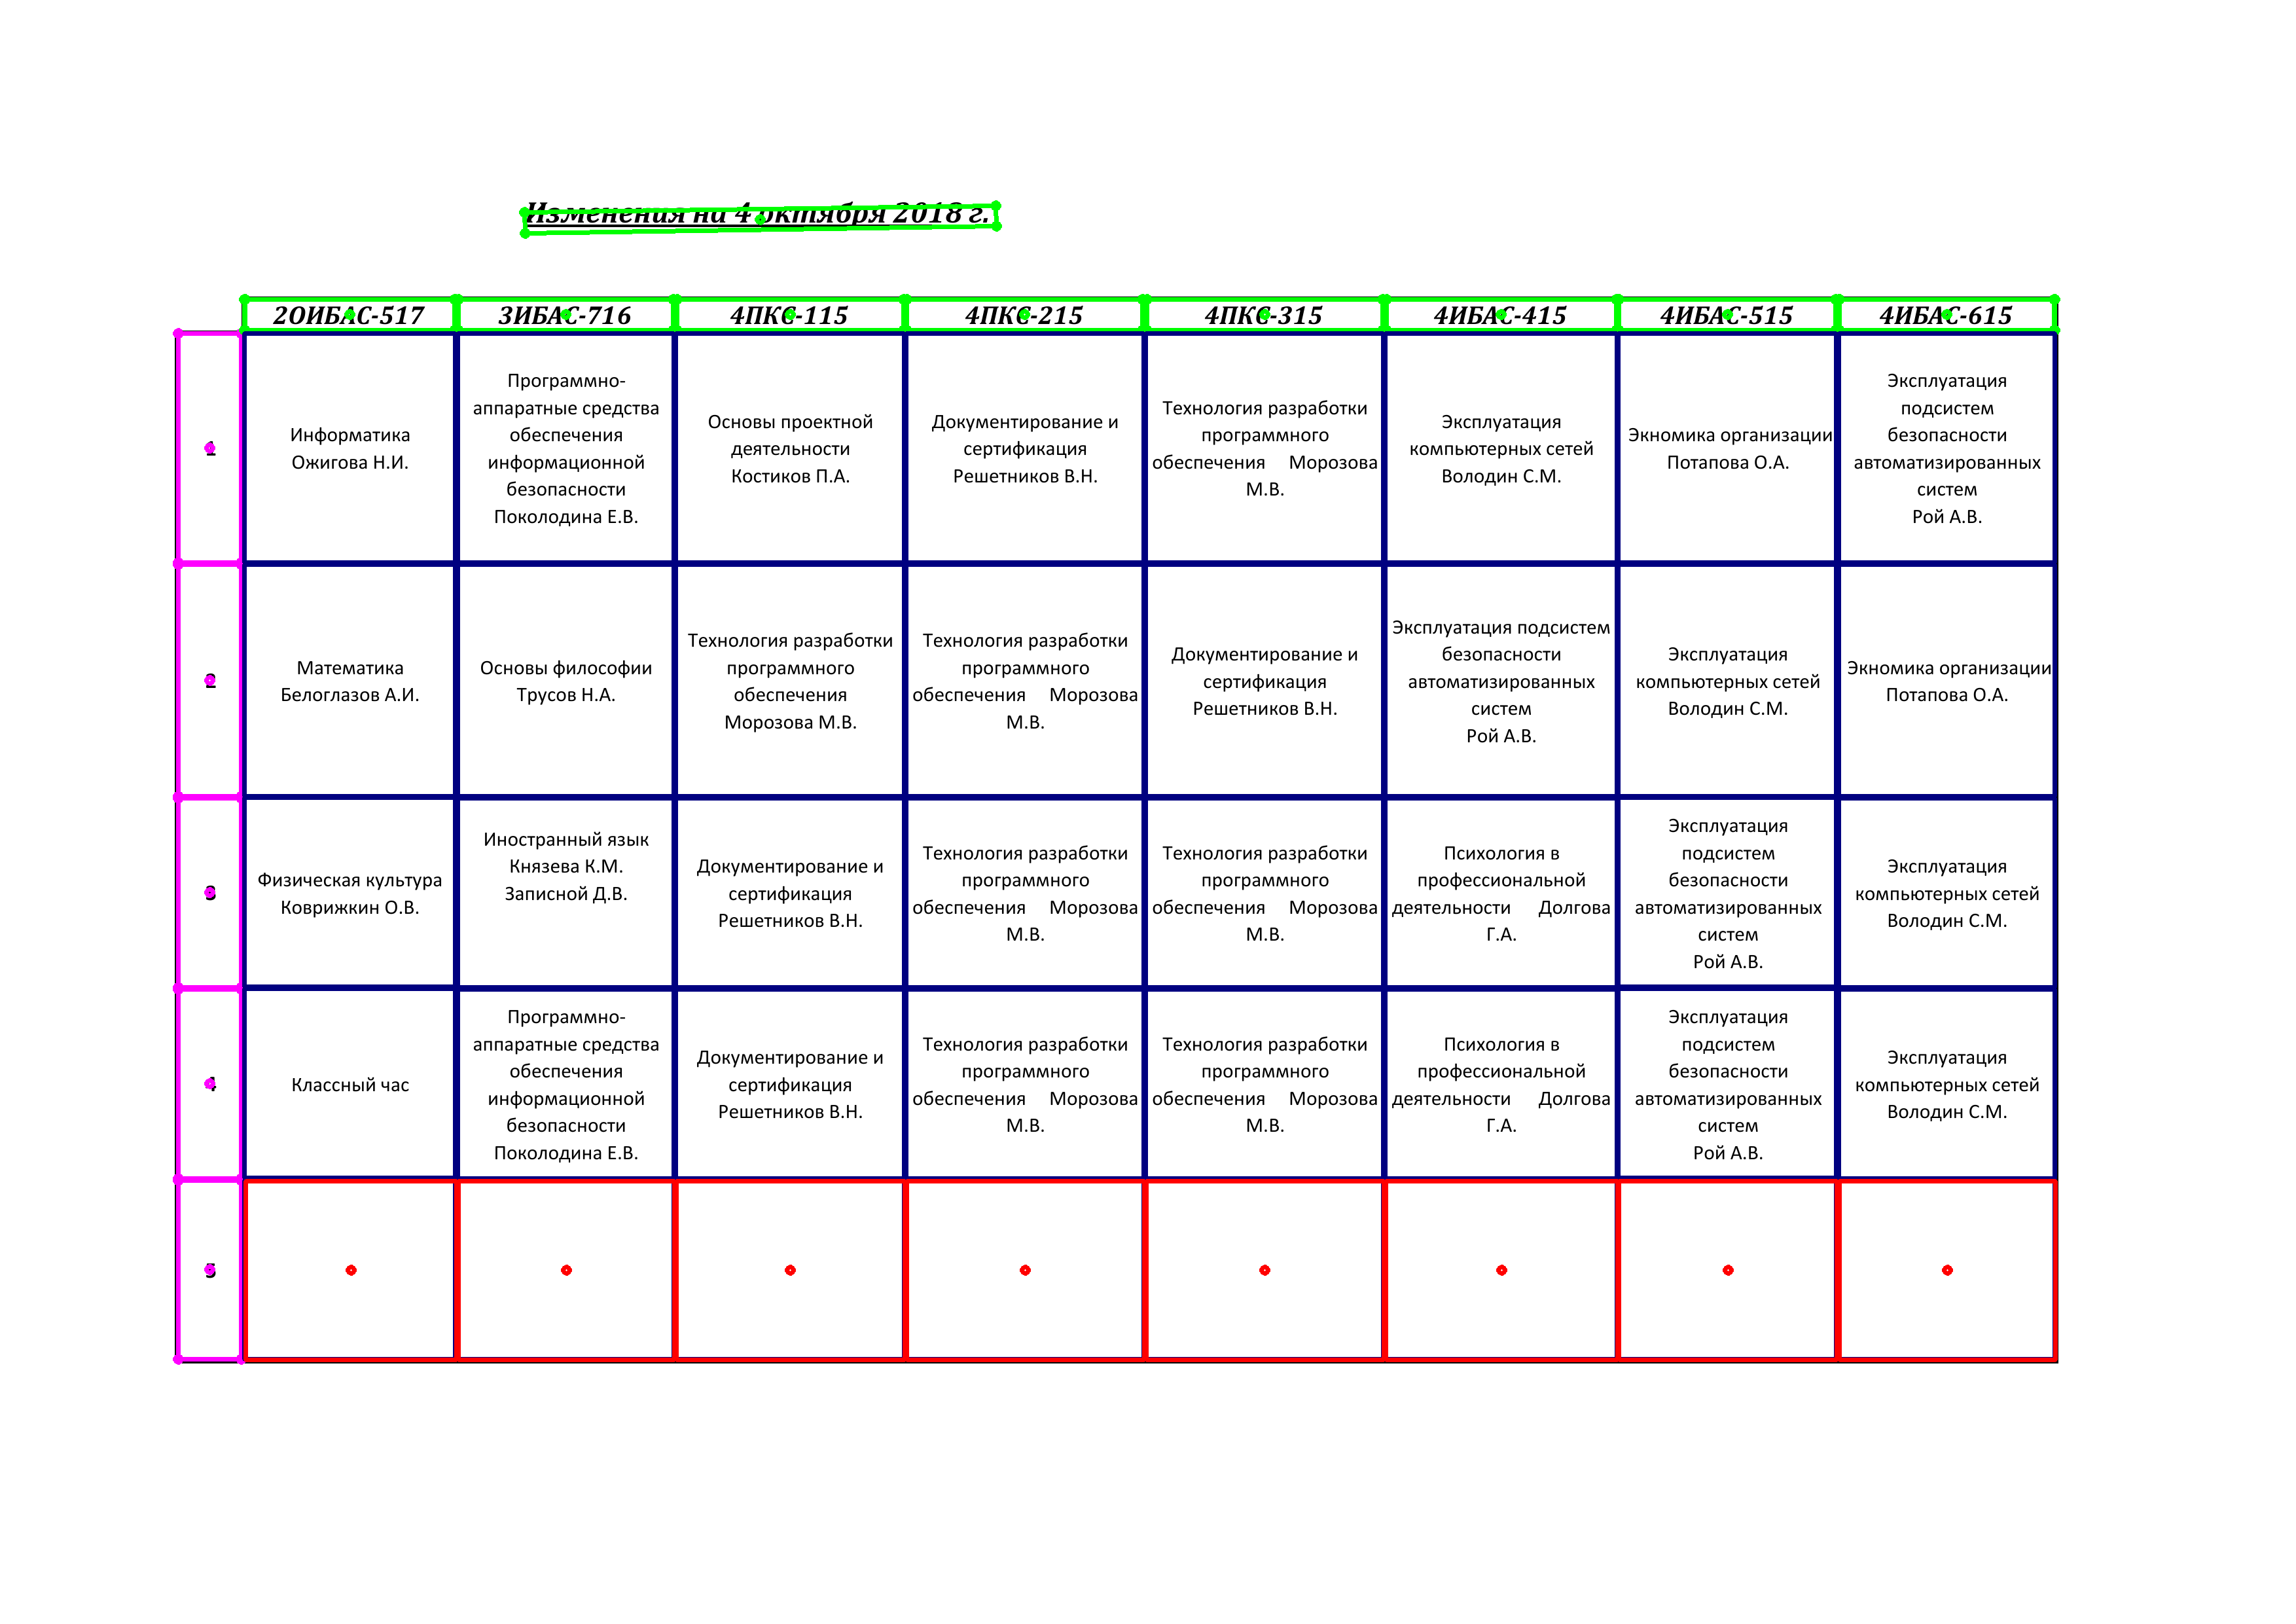 Изменения на 4 октября 2018 г.
2ОИБАС-517 3ИБАС-716 4ПКС-115 4ПКС-215 4ПКС-315 4ИБАС-415 4ИБАС-515 4ИБАС-615
1
Информатика
Ожигова Н.И.
Программно-
аппаратные средства
обеспечения
информационной
безопасности
Поколодина Е.В.
Основы проектной
деятельности
Костиков П.А.
Документирование и
сертификация
Решетников В.Н.
Технология разработки
программного
обеспечения Морозова
М.В.
Эксплуатация
компьютерных сетей
Володин С.М.
Экномика организации
Потапова О.А.
Эксплуатация
подсистем
безопасности
автоматизированных
систем
Рой А.В.
2
Математика
Белоглазов А.И.
Основы философии
Трусов Н.А.
Технология разработки
программного
обеспечения
Морозова М.В.
Технология разработки
программного
обеспечения Морозова
М.В.
Документирование и
сертификация
Решетников В.Н.
Эксплуатация подсистем
безопасности
автоматизированных
систем
Рой А.В.
Эксплуатация
компьютерных сетей
Володин С.М.
Экномика организации
Потапова О.А.
3
Физическая культура
Коврижкин О.В.
Иностранный язык
Князева К.М.
Записной Д.В.
Документирование и
сертификация
Решетников В.Н.
Технология разработки
программного
обеспечения Морозова
М.В.
Технология разработки
программного
обеспечения Морозова
М.В.
Психология в
профессиональной
деятельности Долгова
Г.А.
Эксплуатация
подсистем
безопасности
автоматизированных
систем
Рой А.В.
Эксплуатация
компьютерных сетей
Володин С.М.
4
Классный час
Программно-
аппаратные средства
обеспечения
информационной
безопасности
Поколодина Е.В.
Документирование и
сертификация
Решетников В.Н.
Технология разработки
программного
обеспечения Морозова
М.В.
Технология разработки
программного
обеспечения Морозова
М.В.
Психология в
профессиональной
деятельности Долгова
Г.А.
Эксплуатация
подсистем
безопасности
автоматизированных
систем
Рой А.В.
Эксплуатация
компьютерных сетей
Володин С.М.
5